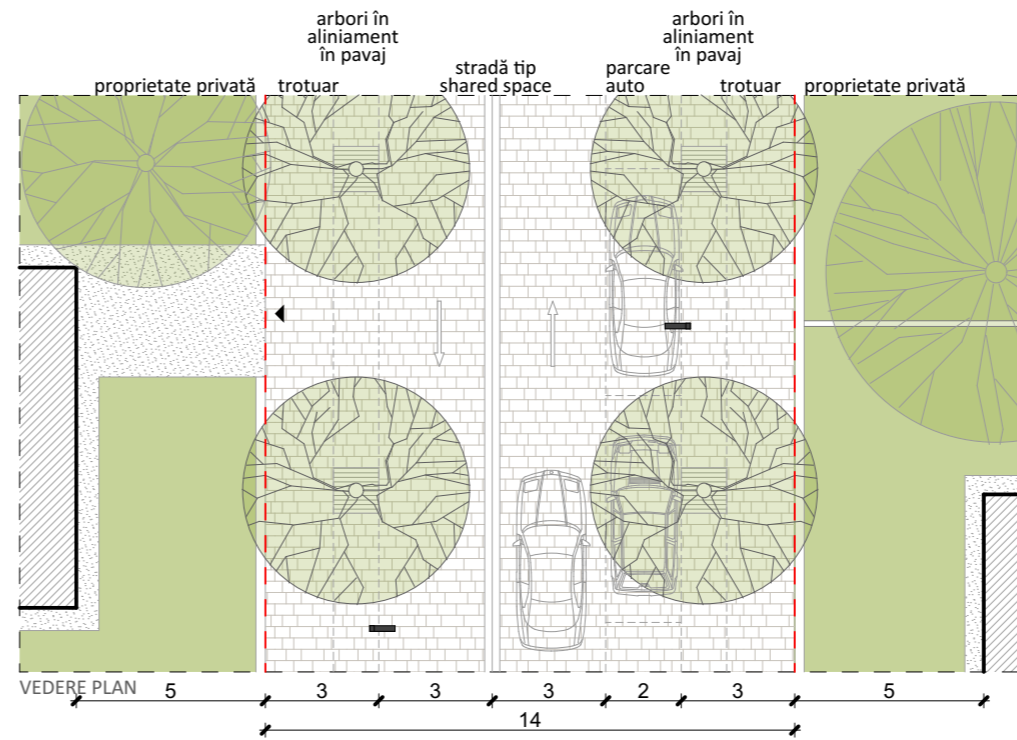 arbori în
aliniament
în pavaj
arbori în
aliniament
în pavaj
proprietate privată
trotuar
stradă tip
shared space
parcare
auto
trotuar
proprietate privată
VEDERE PLAN
5
3
3
3
2
3
5
14